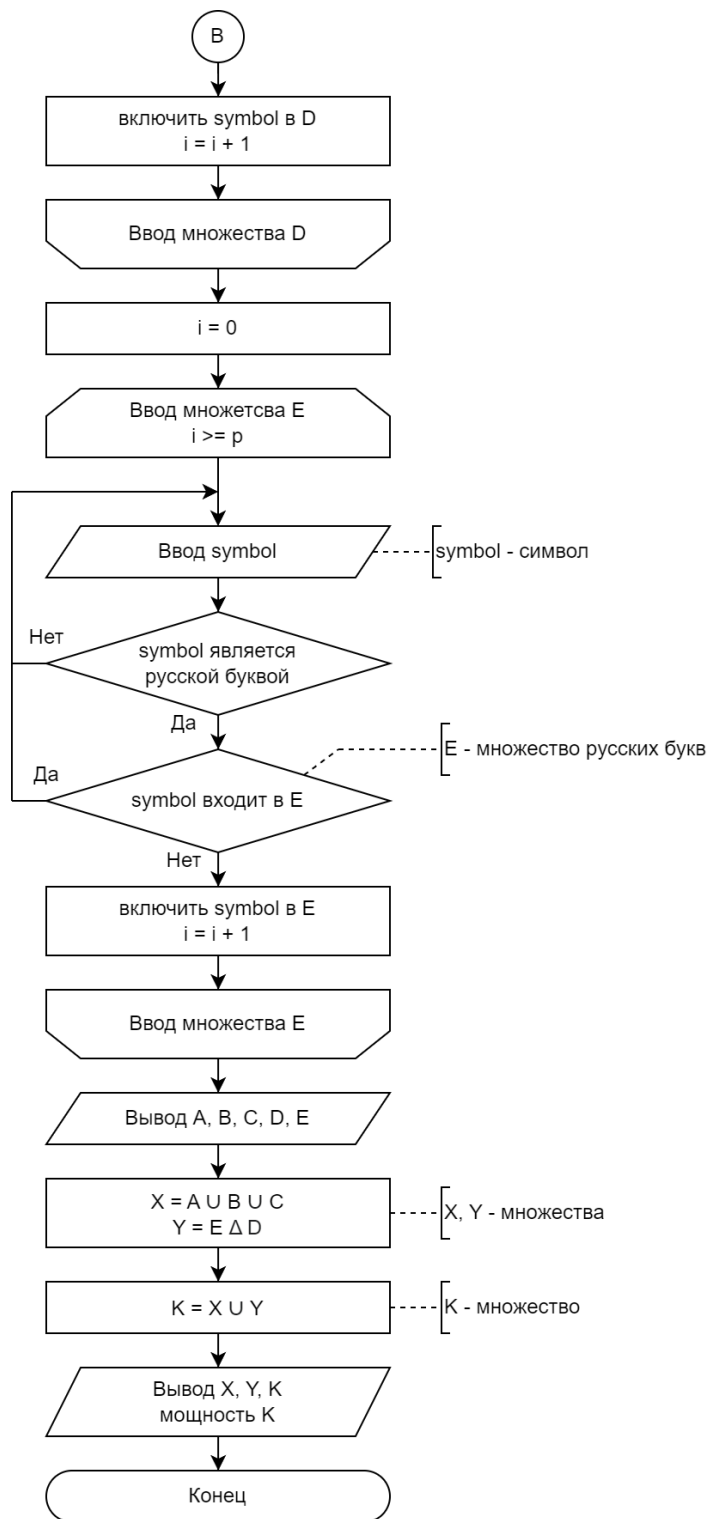 B
включить symbol в D
i = i + 1
Ввод множества D
i = 0
Ввод множетсва E
i >= p
Ввод symbol
symbol - символ
Нет
symbol является
русской буквой
Да
E - множество русских букв
Да
symbol входит в E
Нет
включить symbol в E
i = i + 1
Ввод множества E
Вывод A, B, C, D, E
X = A ∪ B ∪ C
Y = E Δ D
X, Y - множества
K = X ∪ Y
K - множество
Вывод X, Y, K
мощность K
Конец